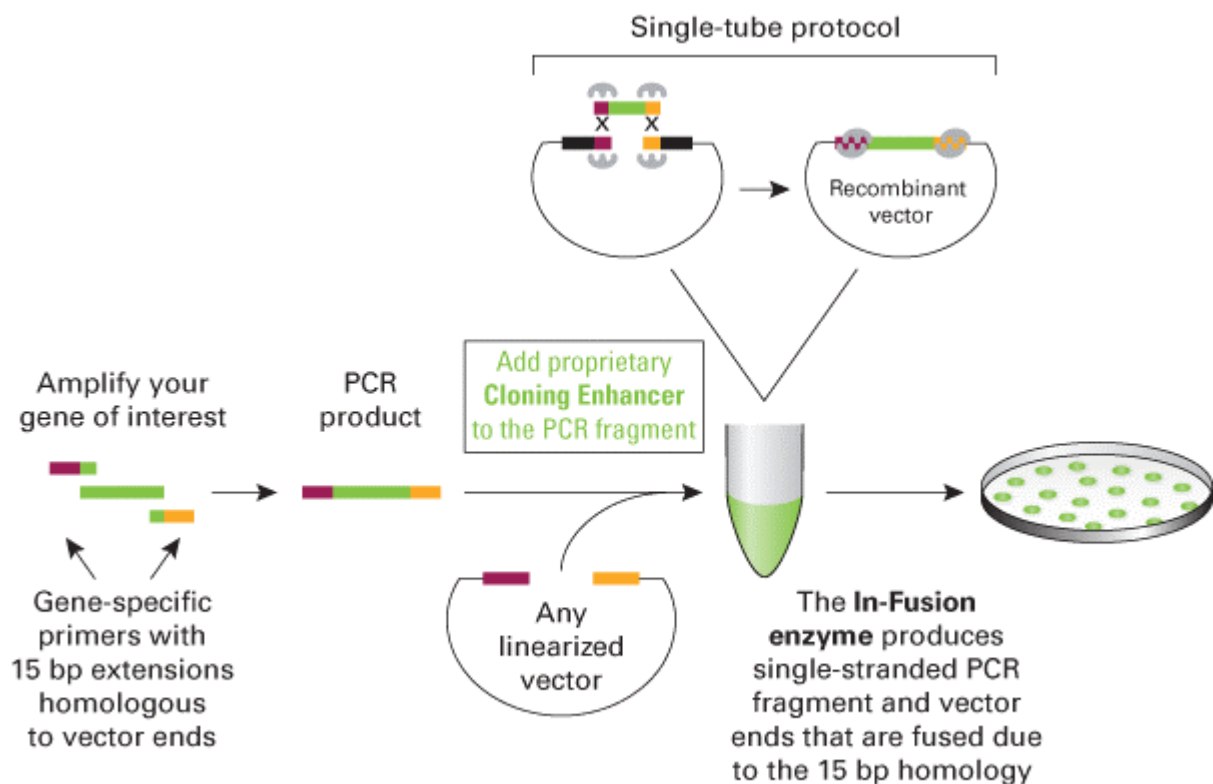 Single-tube protocol
Recombinant
vector
Add proprietary
Cloning Enhancer
to the PCR fragment
Amplify your
gene of interest
PCR
product
Gene-specific
primers with
15 bp extensions
homologous
to vector ends
Any
linearized
vector
The In-Fusion
enzyme produces
single-stranded PCR
fragment and vector
ends that are fused due
to the 15 bp homology